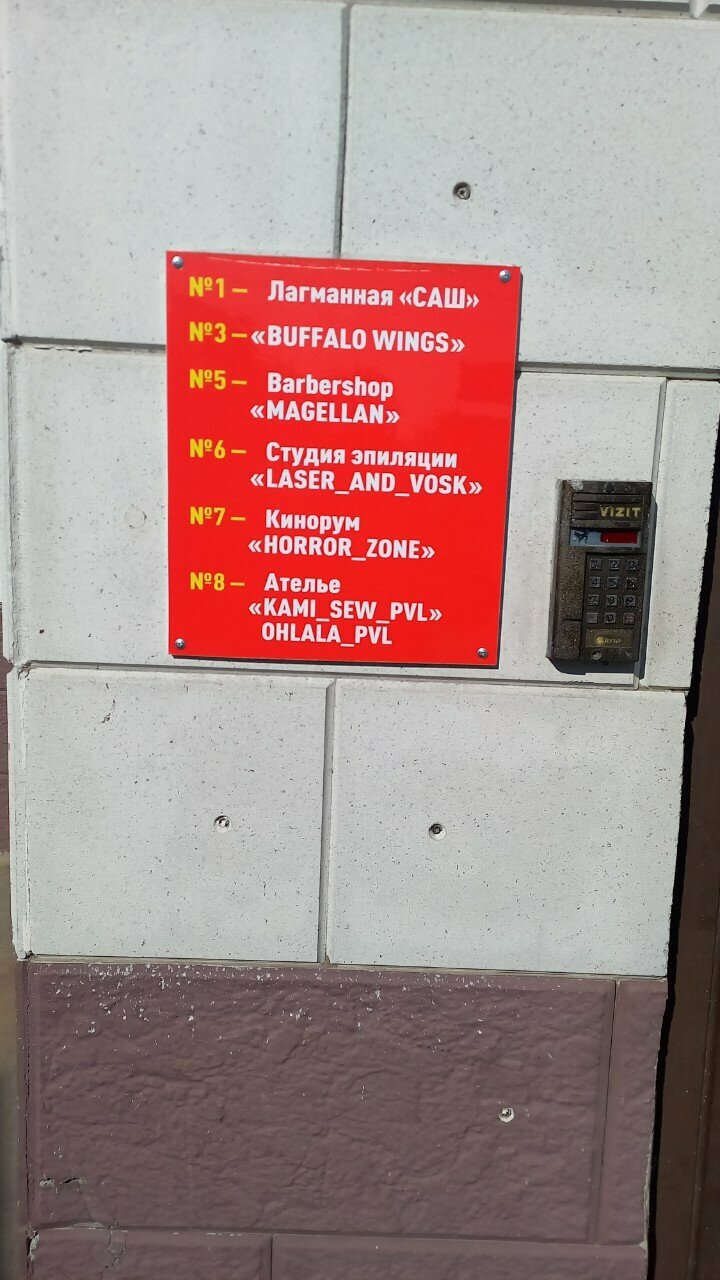 №1 – Лагманная «САШ»
№3 – «BUFFALO WINGS»
№5 – Barbershop
«MAGELLAN»
№6 – Студия эпиляции
«LASER_AND_VOSK»
№7 – Кинорум
«HORROR_ZONE»
№8 – Ателье
«KAMI_SEW_PVL»
OHLALA_PVL
VIZIT